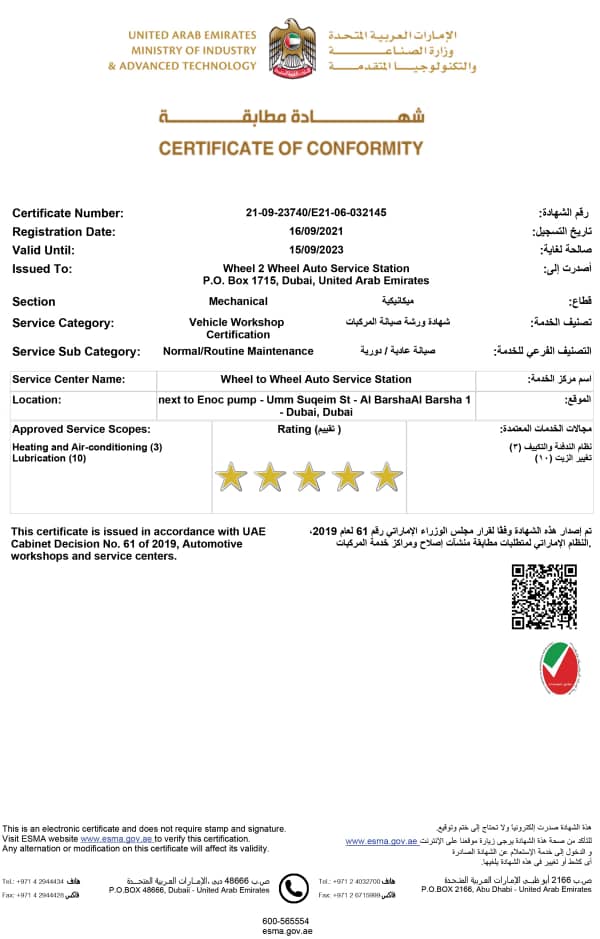 UNITED ARAB EMIRATES
MINISTRY OF INDUSTRY
& ADVANCED TECHNOLOGY
الإمارات العربية المتحدة
وزارة الصناعة
والتكنولوجيا المتقدمة
شهادة مطابقة
CERTIFICATE OF CONFORMITY
Certificate Number: 21-09-23740/E21-06-032145 رقم الشهادة:
Registration Date: 16/09/2021 تاريخ التسجيل:
Valid Until: 15/09/2023 صالحة لغاية:
Issued To: Wheel 2 Wheel Auto Service Station أصدرت إلى:
P.O. Box 1715, Dubai, United Arab Emirates
Section Mechanical ميكانيكية قطاع:
Service Category: Vehicle Workshop شهادة ورشة صيانة المركبات تصنيف الخدمة:
Certification
Service Sub Category: Normal/Routine Maintenance صيانة عادية / دورية التصنيف الفرعي للخدمة:
Service Center Name: Wheel to Wheel Auto Service Station اسم مركز الخدمة:
Location: next to Enoc pump - Umm Suqeim St - Al BarshaAl Barsha 1 الموقع:
- Dubai, Dubai
Approved Service Scopes: Rating (تقييم) مجالات الخدمات المعتمدة:
Heating and Air-conditioning (3) نظام التدفئة والتكييف (٣)
Lubrication (10) تغيير الزيت (١٠)
This certificate is issued in accordance with UAE
Cabinet Decision No. 61 of 2019, Automotive
workshops and service centers.
تم إصدار هذه الشهادة وفقا لقرار مجلس الوزراء الإماراتي رقم 61 لعام 2019،
النظام الإماراتي لمتطلبات مطابقة منشآت إصلاح ومراكز خدمة المركبات.
This is an electronic certificate and does not require stamp and signature.
Visit ESMA website www.esma.gov.ae to verify this certification.
Any alteration or modification on this certificate will affect its validity.
هذة الشهادة صدرت إلكترونيا ولا تحتاج إلى ختم وتوقيع.
للتأكد من صحة هذة الشهادة يرجى زيارة موقعنا على الإنترنت www.esma.gov.ae
و الدخول إلى خدمة الإستعلام عن الشهادة الصادرة
أي كشط أو تغيير في هذه الشهادة يلغيها.
Tel.: +971 4 2944434 هاتف
Fax: +971 4 2944428 فاكس
ص.ب 48666 دبي، الإمارات العربية المتحدة
P.O.BOX 48666, Dubaii - United Arab Emirates
Tel.: +971 2 4032700 هاتف
Fax: +971 2 6715999 فاكس
ص.ب 2166 أبو ظبي الإمارات العربية المتحدة
P.O.BOX 2166, Abu Dhabi - United Arab Emirates
600-565554
esma.gov.ae